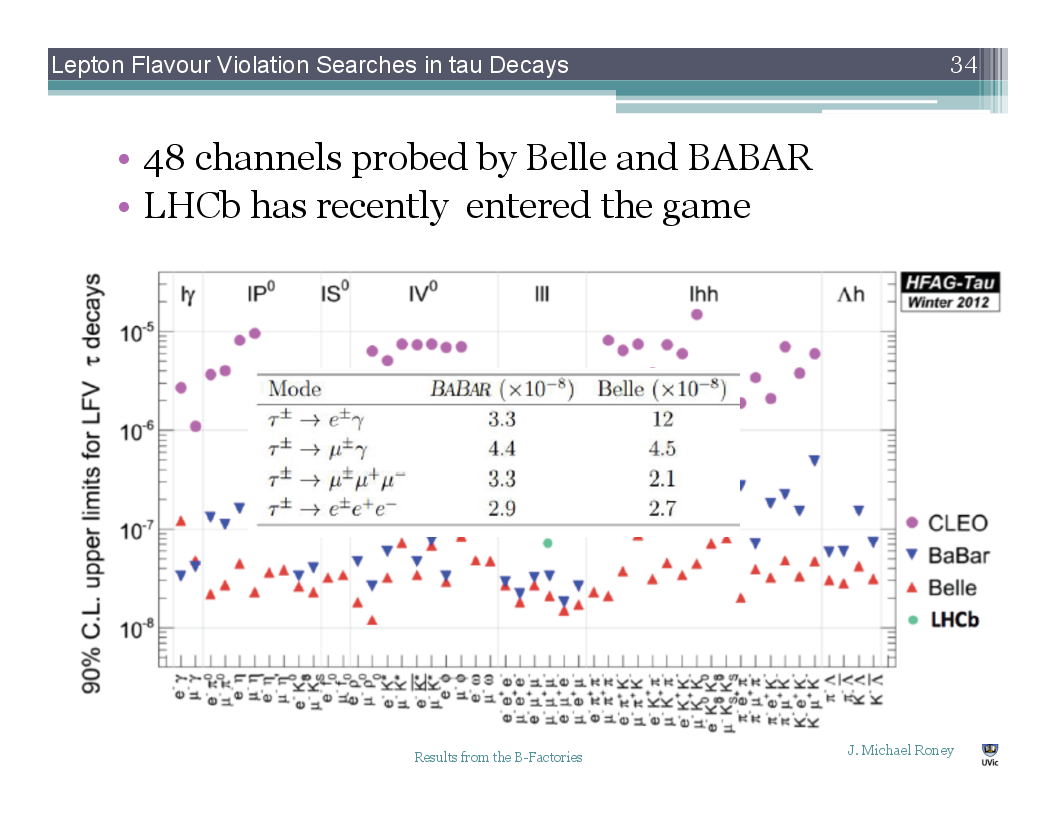 Lepton Flavour Violation Searches in tau Decays 34
• 48 channels probed by Belle and BABAR
• LHCb has recently entered the game
90% C.L. upper limits for LFV τ decays
lγ lP⁰ lS⁰ lV⁰ lll lhh Λh
HFAG-Tau
Winter 2012
10⁻⁵
10⁻⁶
10⁻⁷
10⁻⁸
Mode BABAR (×10⁻⁸) Belle (×10⁻⁸)
τ± → e±γ 3.3 12
τ± → μ±γ 4.4 4.5
τ± → μ±μ⁺μ⁻ 3.3 2.1
τ± → e±e⁺e⁻ 2.9 2.7
CLEO
BaBar
Belle
LHCb
Results from the B-Factories
J. Michael Roney
UVic